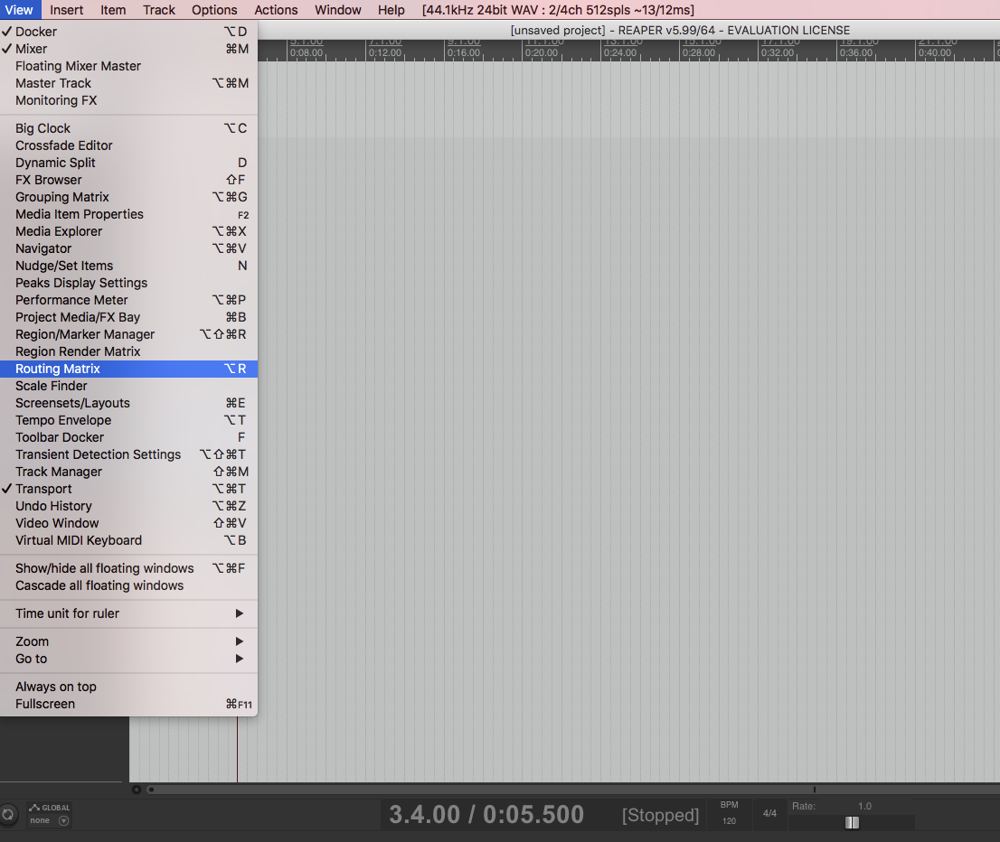 View Insert Item Track Options Actions Window Help [44.1kHz 24bit WAV : 2/4ch 512spls ~13/12ms]
[unsaved project] - REAPER v5.99/64 - EVALUATION LICENSE
5.1.00 7.1.00 9.1.00 11.1.00 13.1.00 15.1.00 17.1.00 19.1.00 21.1.00
0:08.00 0:12.00 0:16.00 0:20.00 0:24.00 0:28.00 0:32.00 0:36.00 0:40.00
✓ Docker ⌥D
✓ Mixer ⌘M
Floating Mixer Master
Master Track ⌥⌘M
Monitoring FX
Big Clock ⌥C
Crossfade Editor
Dynamic Split D
FX Browser ⇧F
Grouping Matrix ⌥⌘G
Media Item Properties F2
Media Explorer ⌥⌘X
Navigator ⌥⌘V
Nudge/Set Items N
Peaks Display Settings
Performance Meter ⌥⌘P
Project Media/FX Bay ⌘B
Region/Marker Manager ⌥⇧⌘R
Region Render Matrix
Routing Matrix ⌥R
Scale Finder
Screensets/Layouts ⌘E
Tempo Envelope ⌥T
Toolbar Docker F
Transient Detection Settings ⌥⇧⌘T
Track Manager ⇧⌘M
✓ Transport ⌥⌘T
Undo History ⌥⌘Z
Video Window ⇧⌘V
Virtual MIDI Keyboard ⌥B
Show/hide all floating windows ⌥⌘F
Cascade all floating windows
Time unit for ruler ▶
Zoom ▶
Go to ▶
Always on top
Fullscreen ⌘F11
GLOBAL
none
3.4.00 / 0:05.500 [Stopped]
BPM
120
4/4
Rate: 1.0